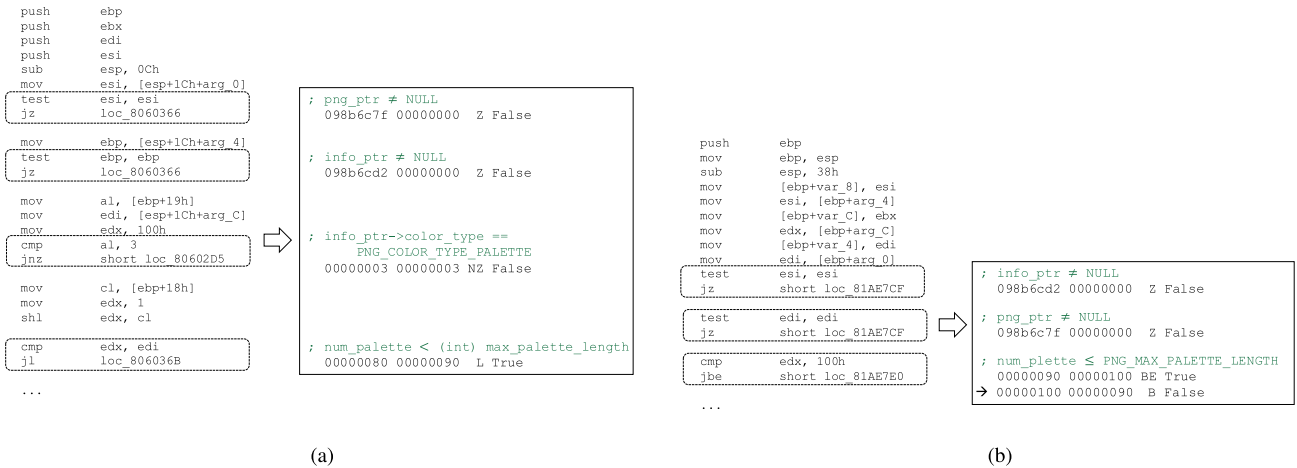 push ebp
push ebx
push edi
push esi
sub esp, 0Ch
mov esi, [esp+1Ch+arg_0]
test esi, esi
jz loc_8060366
mov ebp, [esp+1Ch+arg_4]
test ebp, ebp
jz loc_8060366
mov al, [ebp+19h]
mov edi, [esp+1Ch+arg_C]
mov edx, 100h
cmp al, 3
jnz short loc_80602D5
mov cl, [ebp+18h]
mov edx, 1
shl edx, cl
cmp edx, edi
jl loc_806036B
...
; png_ptr ≠ NULL
098b6c7f 00000000 Z False
; info_ptr ≠ NULL
098b6cd2 00000000 Z False
; info_ptr->color_type ==
PNG_COLOR_TYPE_PALETTE
00000003 00000003 NZ False
; num_palette < (int) max_palette_length
00000080 00000090 L True
(a)
push ebp
mov ebp, esp
sub esp, 38h
mov [ebp+var_8], esi
mov esi, [ebp+arg_4]
mov [ebp+var_C], ebx
mov edx, [ebp+arg_C]
mov [ebp+var_4], edi
mov edi, [ebp+arg_0]
test esi, esi
jz short loc_81AE7CF
test edi, edi
jz short loc_81AE7CF
cmp edx, 100h
jbe short loc_81AE7E0
...
; info_ptr ≠ NULL
098b6cd2 00000000 Z False
; png_ptr ≠ NULL
098b6c7f 00000000 Z False
; num_plette ≤ PNG_MAX_PALETTE_LENGTH
00000090 00000100 BE True
→ 00000100 00000090 B False
(b)